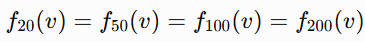 f₂₀(v) = f₅₀(v) = f₁₀₀(v) = f₂₀₀(v)